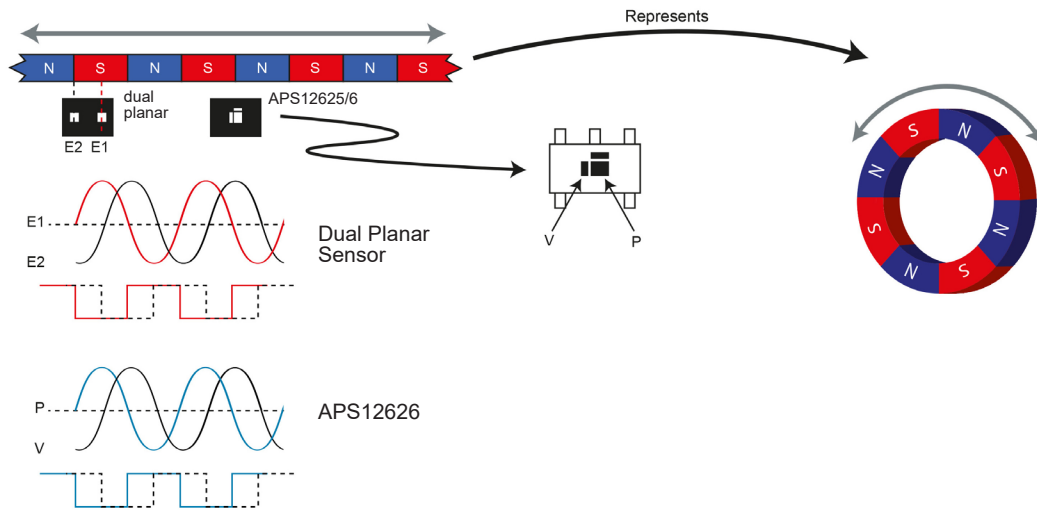 Represents
N S N S N S N S
dual
planar
APS12625/6
E2 E1
V P
S N
N S
S N
N S
E1
E2
Dual Planar
Sensor
P
V
APS12626